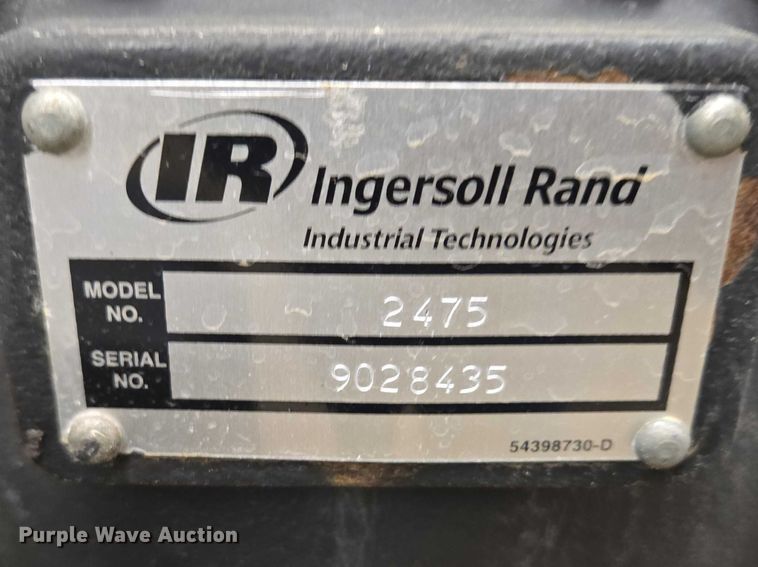 IR Ingersoll Rand
Industrial Technologies
MODEL NO. 2475
SERIAL NO. 9028435
54398730-D
Purple Wave Auction